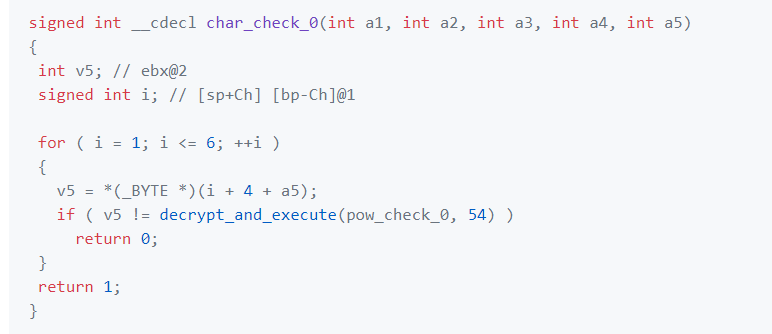 signed int __cdecl char_check_0(int a1, int a2, int a3, int a4, int a5)
{
 int v5; // ebx@2
 signed int i; // [sp+Ch] [bp-Ch]@1

 for ( i = 1; i <= 6; ++i )
 {
   v5 = *(_BYTE *)(i + 4 + a5);
   if ( v5 != decrypt_and_execute(pow_check_0, 54) )
     return 0;
 }
 return 1;
}